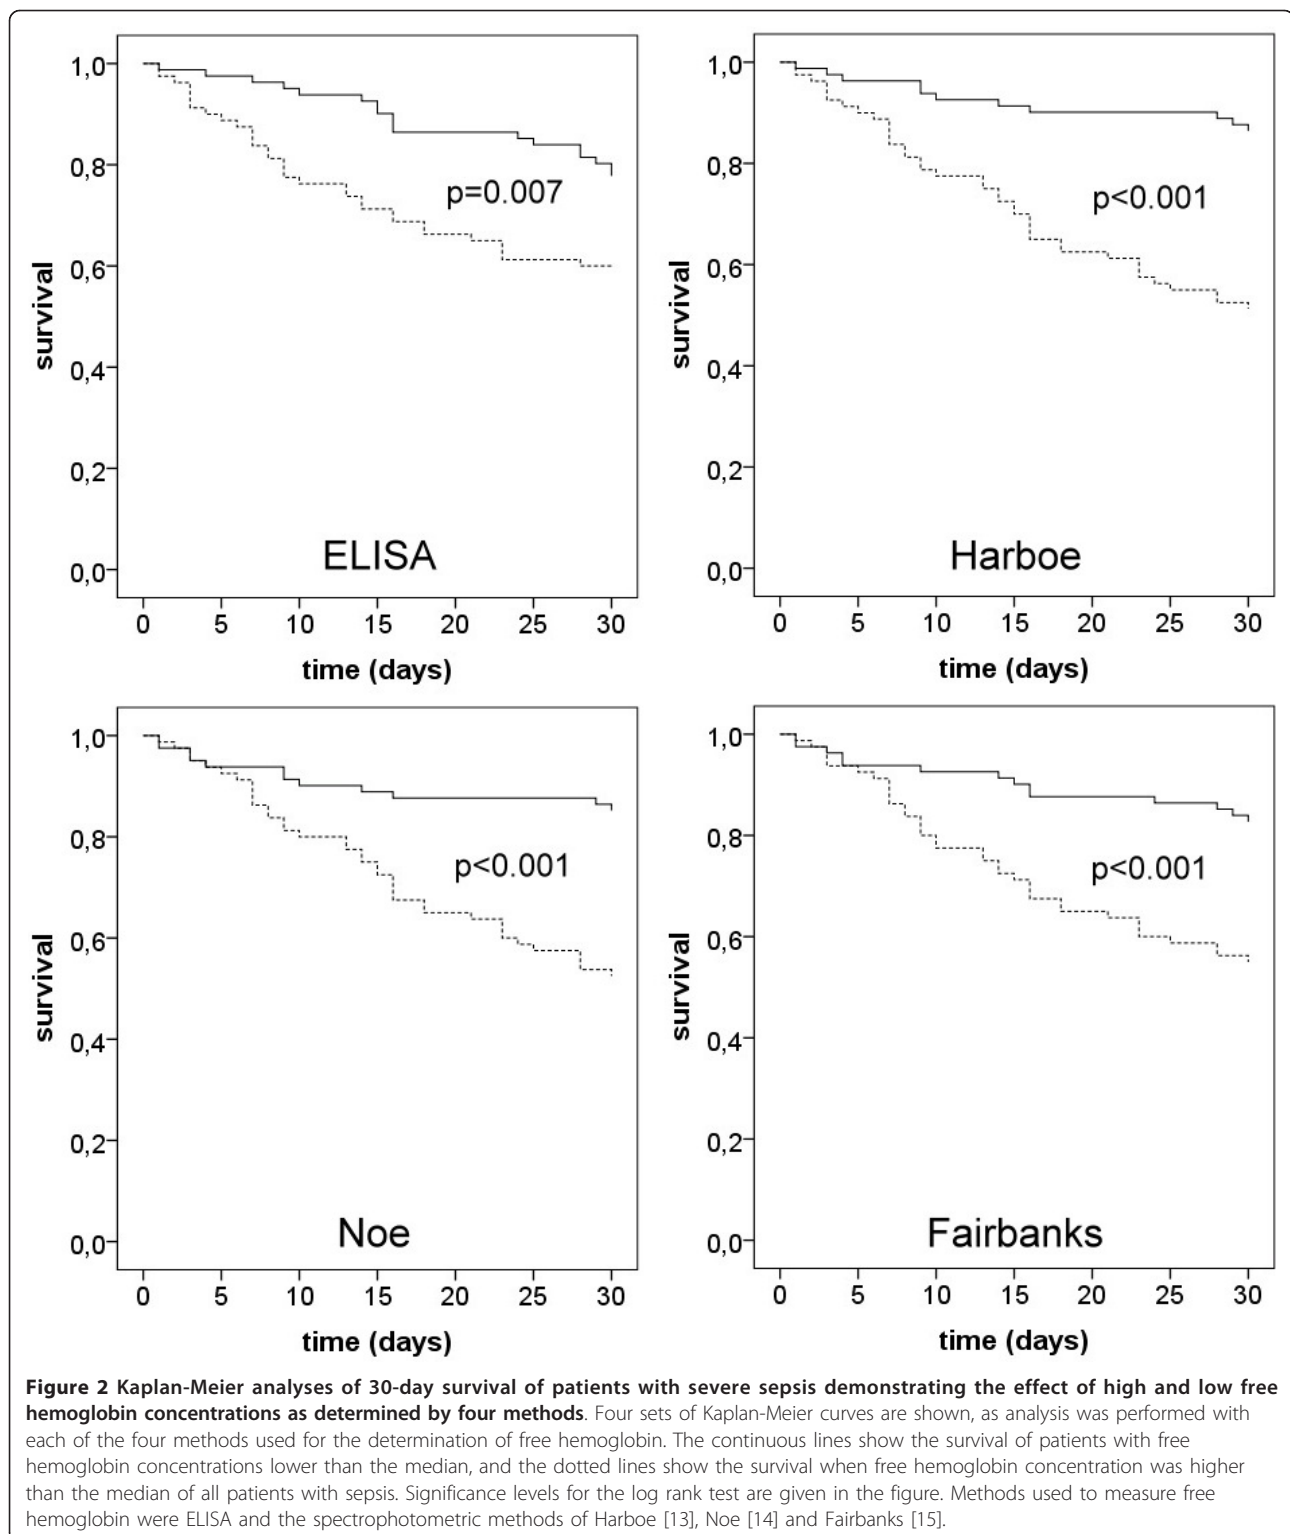 1,0
0,8
0,6
0,4
0,2
0,0
survival
p=0.007
ELISA
0 5 10 15 20 25 30
time (days)
1,0
0,8
0,6
0,4
0,2
0,0
survival
p<0.001
Harboe
0 5 10 15 20 25 30
time (days)
1,0
0,8
0,6
0,4
0,2
0,0
survival
p<0.001
Noe
0 5 10 15 20 25 30
time (days)
1,0
0,8
0,6
0,4
0,2
0,0
survival
p<0.001
Fairbanks
0 5 10 15 20 25 30
time (days)
Figure 2 Kaplan-Meier analyses of 30-day survival of patients with severe sepsis demonstrating the effect of high and low free
hemoglobin concentrations as determined by four methods. Four sets of Kaplan-Meier curves are shown, as analysis was performed with
each of the four methods used for the determination of free hemoglobin. The continuous lines show the survival of patients with free
hemoglobin concentrations lower than the median, and the dotted lines show the survival when free hemoglobin concentration was higher
than the median of all patients with sepsis. Significance levels for the log rank test are given in the figure. Methods used to measure free
hemoglobin were ELISA and the spectrophotometric methods of Harboe [13], Noe [14] and Fairbanks [15].